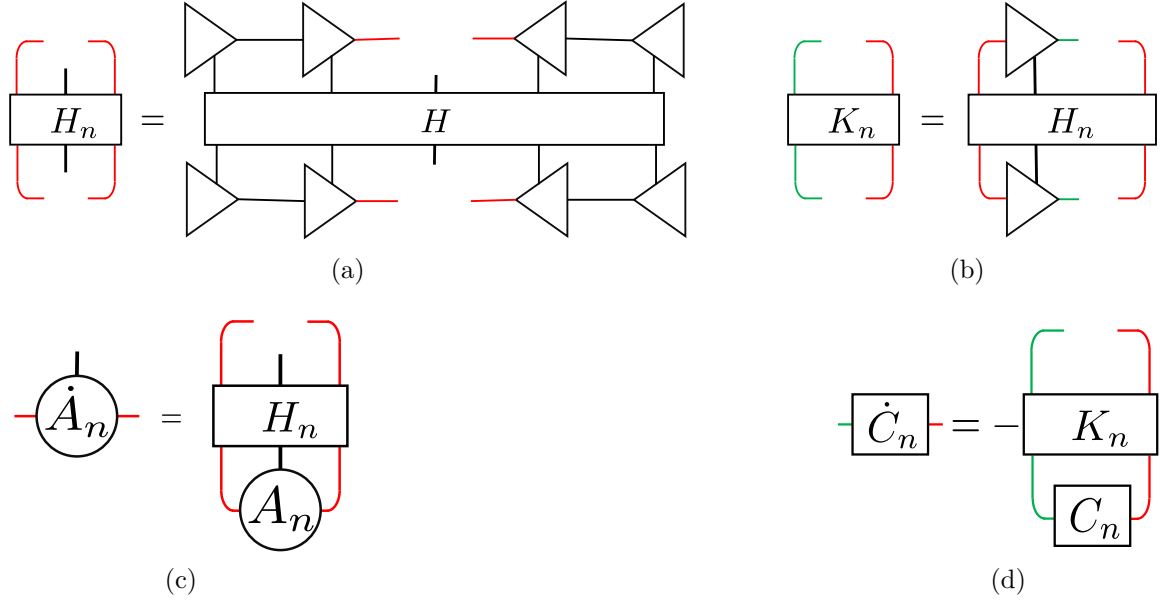 H_n = H
K_n = H_n
(a)
(b)
Ȧ_n = H_n
A_n
Ċ_n = − K_n
C_n
(c)
(d)